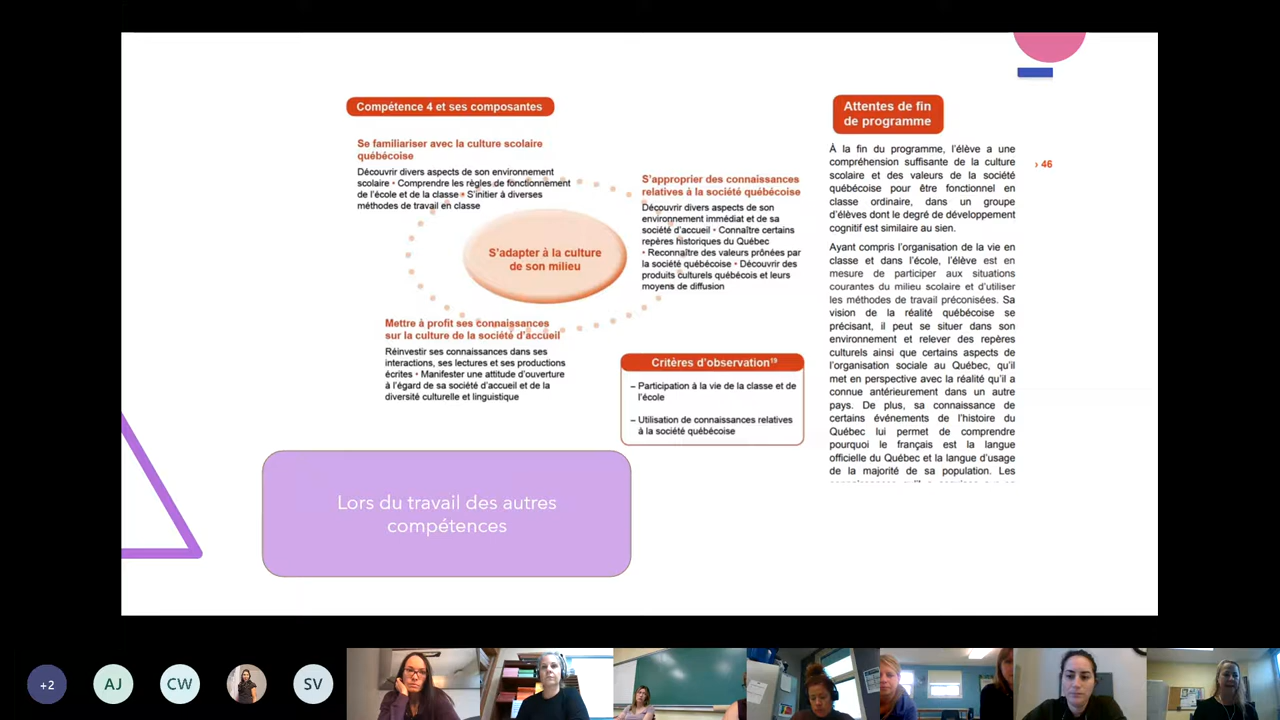 Compétence 4 et ses composantes
Se familiariser avec la culture scolaire
québécoise
Découvrir divers aspects de son environnement
scolaire • Comprendre les règles de fonctionnement
de l'école et de la classe • S'initier à diverses
méthodes de travail en classe
S'adapter à la culture
de son milieu
S'approprier des connaissances
relatives à la société québécoise
Découvrir divers aspects de son
environnement immédiat et de sa
société d'accueil • Connaître certains
repères historiques du Québec
• Reconnaître des valeurs prônées par
la société québécoise • Découvrir des
produits culturels québécois et leurs
moyens de diffusion
Mettre à profit ses connaissances
sur la culture de la société d'accueil
Réinvestir ses connaissances dans ses
interactions, ses lectures et ses productions
écrites • Manifester une attitude d'ouverture
à l'égard de sa société d'accueil et de la
diversité culturelle et linguistique
Critères d'observation19
– Participation à la vie de la classe et de
l'école
– Utilisation de connaissances relatives
à la société québécoise
Attentes de fin
de programme
À la fin du programme, l'élève a une
compréhension suffisante de la culture
scolaire et des valeurs de la société
québécoise pour être fonctionnel en
classe ordinaire, dans un groupe
d'élèves dont le degré de développement
cognitif est similaire au sien.
Ayant compris l'organisation de la vie en
classe et dans l'école, l'élève est en
mesure de participer aux situations
courantes du milieu scolaire et d'utiliser
les méthodes de travail préconisées. Sa
vision de la réalité québécoise se
précisant, il peut se situer dans son
environnement et relever des repères
culturels ainsi que certains aspects de
l'organisation sociale au Québec, qu'il
met en perspective avec la réalité qu'il a
connue antérieurement dans un autre
pays. De plus, sa connaissance de
certains événements de l'histoire du
Québec lui permet de comprendre
pourquoi le français est la langue
officielle du Québec et la langue d'usage
de la majorité de sa population. Les
› 46
Lors du travail des autres
compétences
+2
AJ
CW
SV